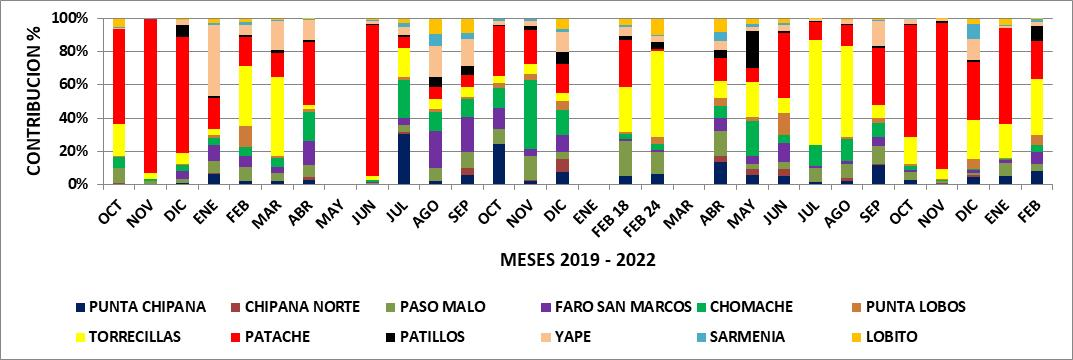 CONTRIBUCION %
100%
80%
60%
40%
20%
0%
OCT NOV DIC ENE FEB MAR ABR MAY JUN JUL AGO SEP OCT NOV DIC ENE FEB 18 FEB 24 MAR ABR MAY JUN JUL AGO SEP OCT NOV DIC ENE FEB
MESES 2019 - 2022
PUNTA CHIPANA CHIPANA NORTE PASO MALO FARO SAN MARCOS CHOMACHE PUNTA LOBOS
TORRECILLAS PATACHE PATILLOS YAPE SARMENIA LOBITO